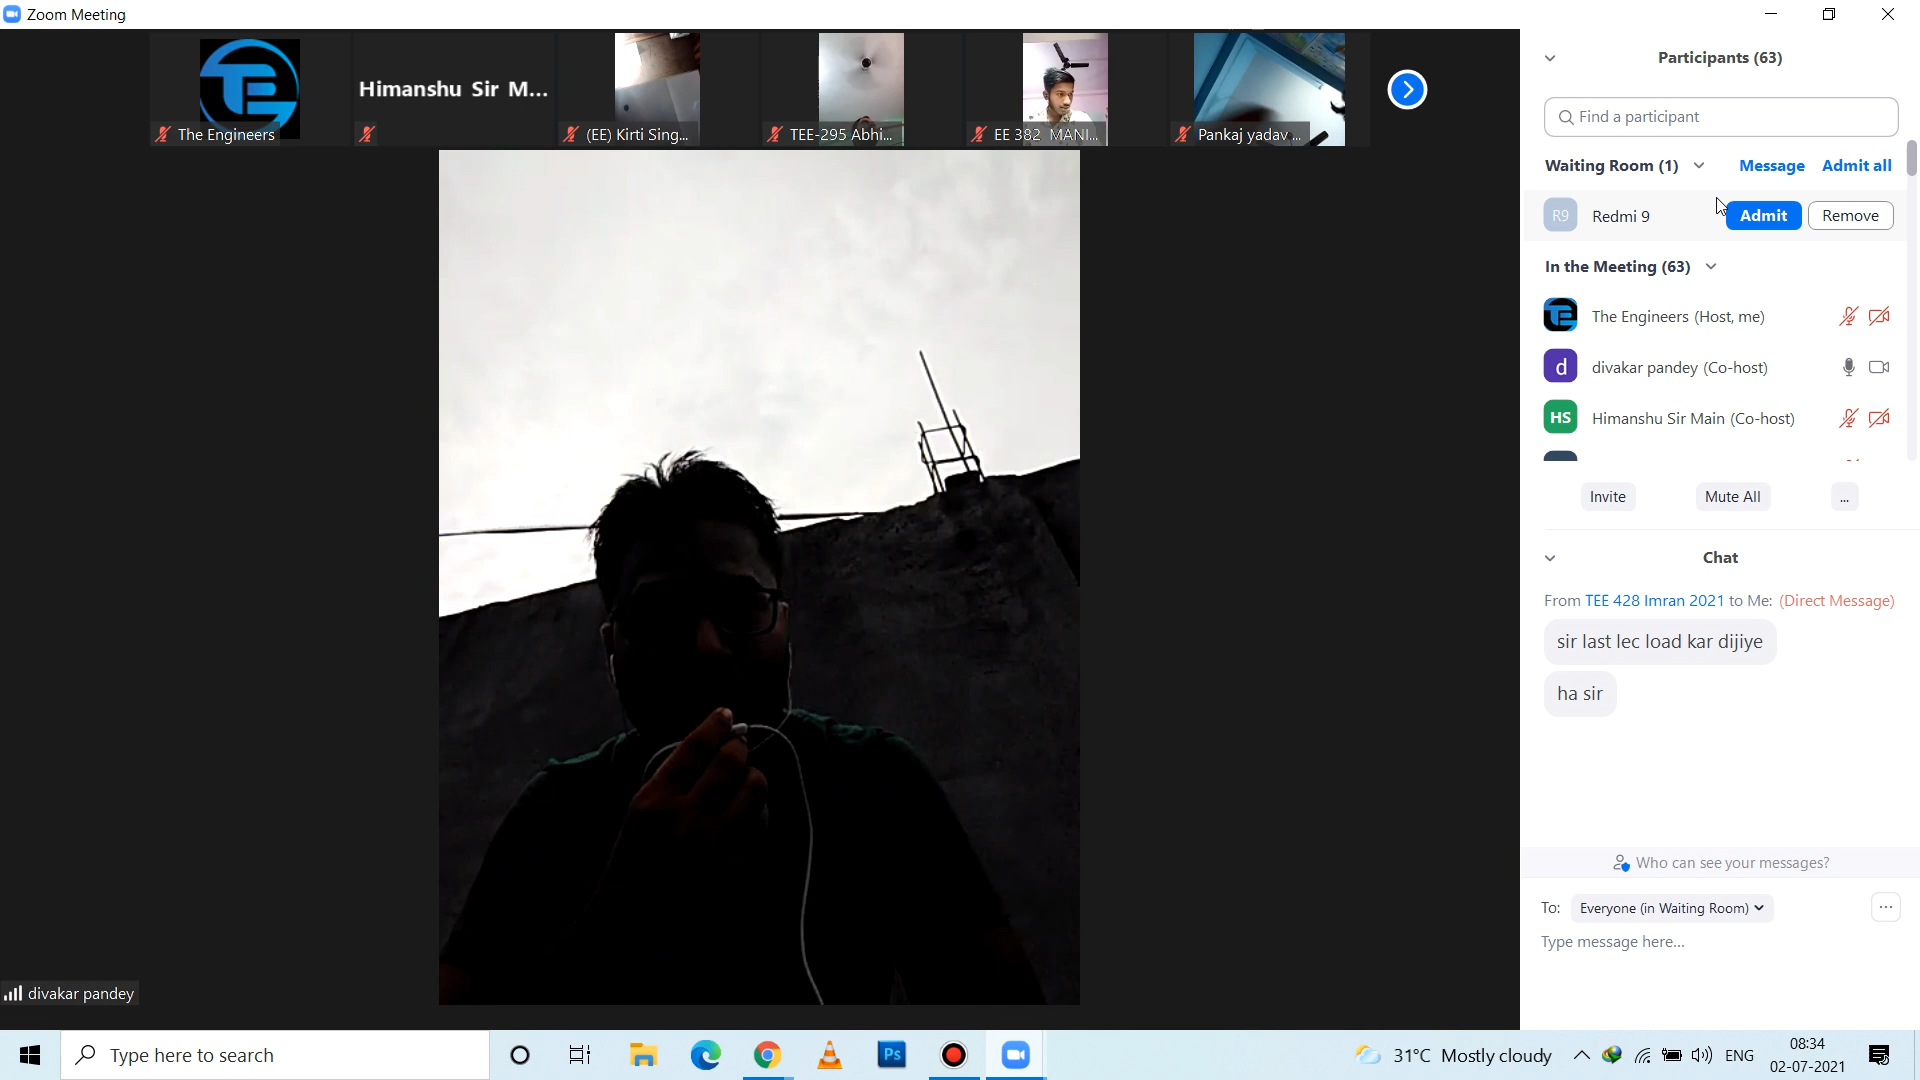 Zoom Meeting
TE
The Engineers
Himanshu Sir M...
(EE) Kirti Sing...
TEE-295 Abhi...
EE 382 MANI...
Pankaj yadav ...
divakar pandey
Participants (63)
Find a participant
Waiting Room (1)
Message
Admit all
R9
Redmi 9
Admit
Remove
In the Meeting (63)
TE
The Engineers (Host, me)
d
divakar pandey (Co-host)
HS
Himanshu Sir Main (Co-host)
Invite
Mute All
...
Chat
From TEE 428 Imran 2021 to Me: (Direct Message)
sir last lec load kar dijiye
ha sir
Who can see your messages?
To: Everyone (in Waiting Room)
Type message here...
Type here to search
Ps
31°C Mostly cloudy
ENG
08:34
02-07-2021